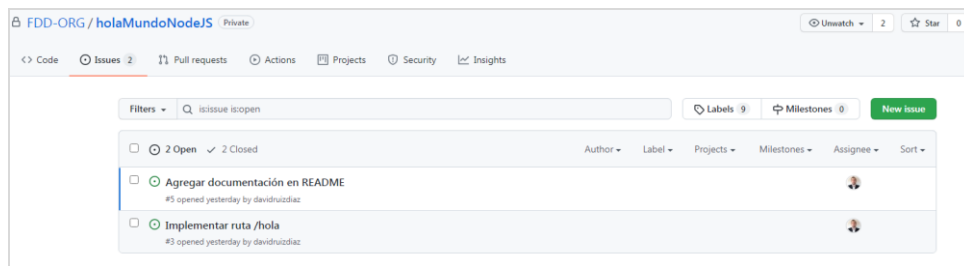 FDD-ORG / holaMundoNodeJS Private Unwatch 2 Star 0
<> Code Issues 2 Pull requests Actions Projects Security Insights
Filters is:issue is:open Labels 9 Milestones 0 New issue
2 Open 2 Closed Author Label Projects Milestones Assignee Sort
Agregar documentación en README
#5 opened yesterday by davidruizdiaz
Implementar ruta /hola
#3 opened yesterday by davidruizdiaz